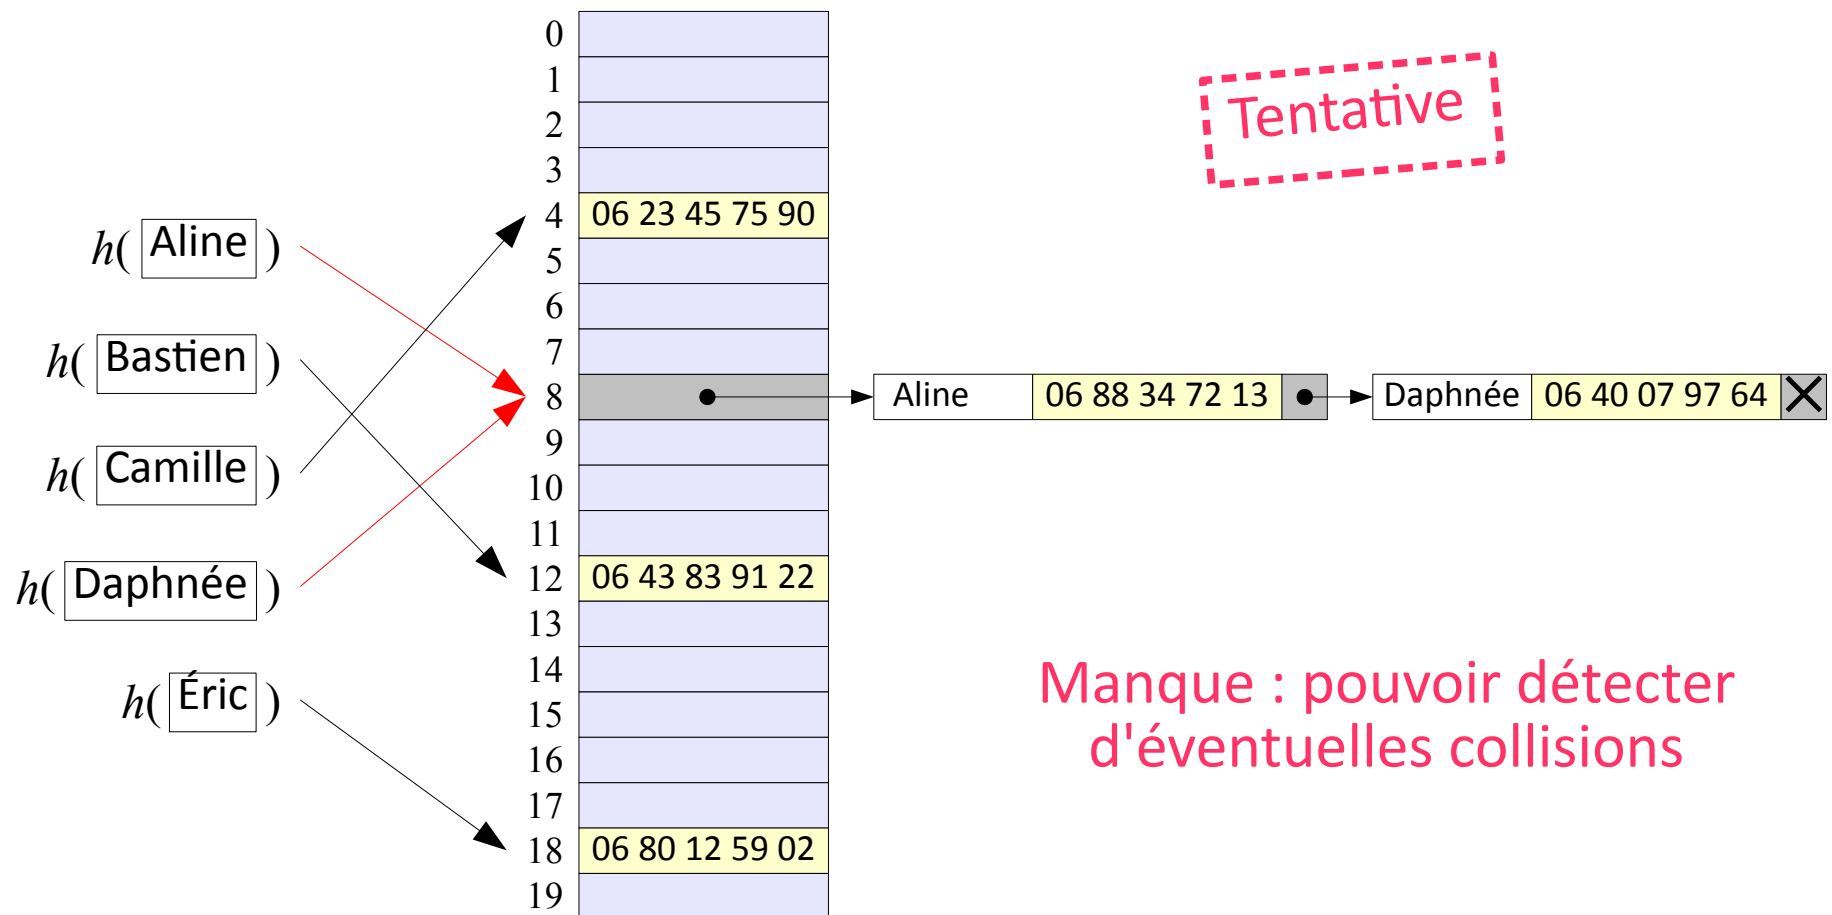 Tentative
h( Aline )
h( Bastien )
h( Camille )
h( Daphnée )
h( Éric )
0
1
2
3
4 06 23 45 75 90
5
6
7
8
9
10
11
12 06 43 83 91 22
13
14
15
16
17
18 06 80 12 59 02
19
Aline 06 88 34 72 13
Daphnée 06 40 07 97 64
Manque : pouvoir détecter
d'éventuelles collisions